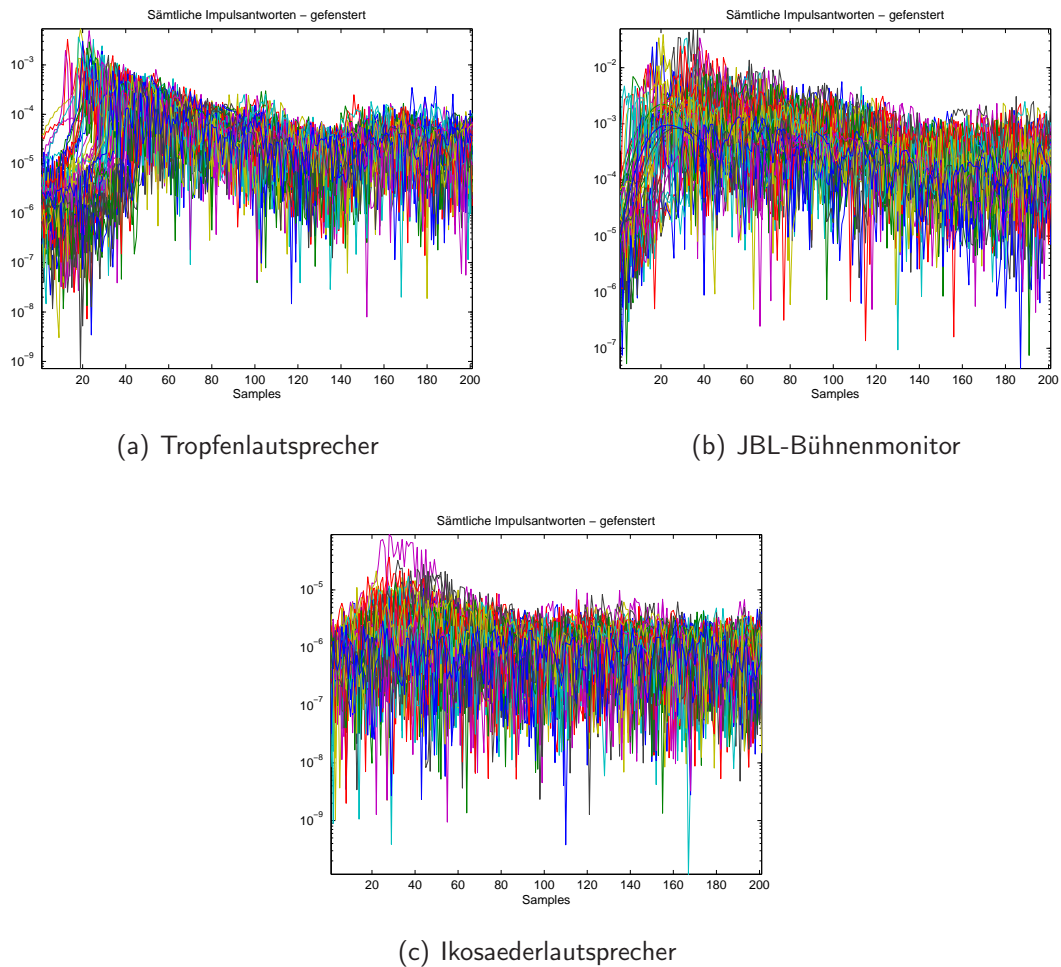 Sämtliche Impulsantworten – gefenstert
10⁻³
10⁻⁴
10⁻⁵
10⁻⁶
10⁻⁷
10⁻⁸
10⁻⁹
20 40 60 80 100 120 140 160 180 200
Samples
(a) Tropfenlautsprecher
Sämtliche Impulsantworten – gefenstert
10⁻²
10⁻³
10⁻⁴
10⁻⁵
10⁻⁶
10⁻⁷
20 40 60 80 100 120 140 160 180 200
Samples
(b) JBL-Bühnenmonitor
Sämtliche Impulsantworten – gefenstert
10⁻⁵
10⁻⁶
10⁻⁷
10⁻⁸
10⁻⁹
20 40 60 80 100 120 140 160 180 200
Samples
(c) Ikosaederlautsprecher